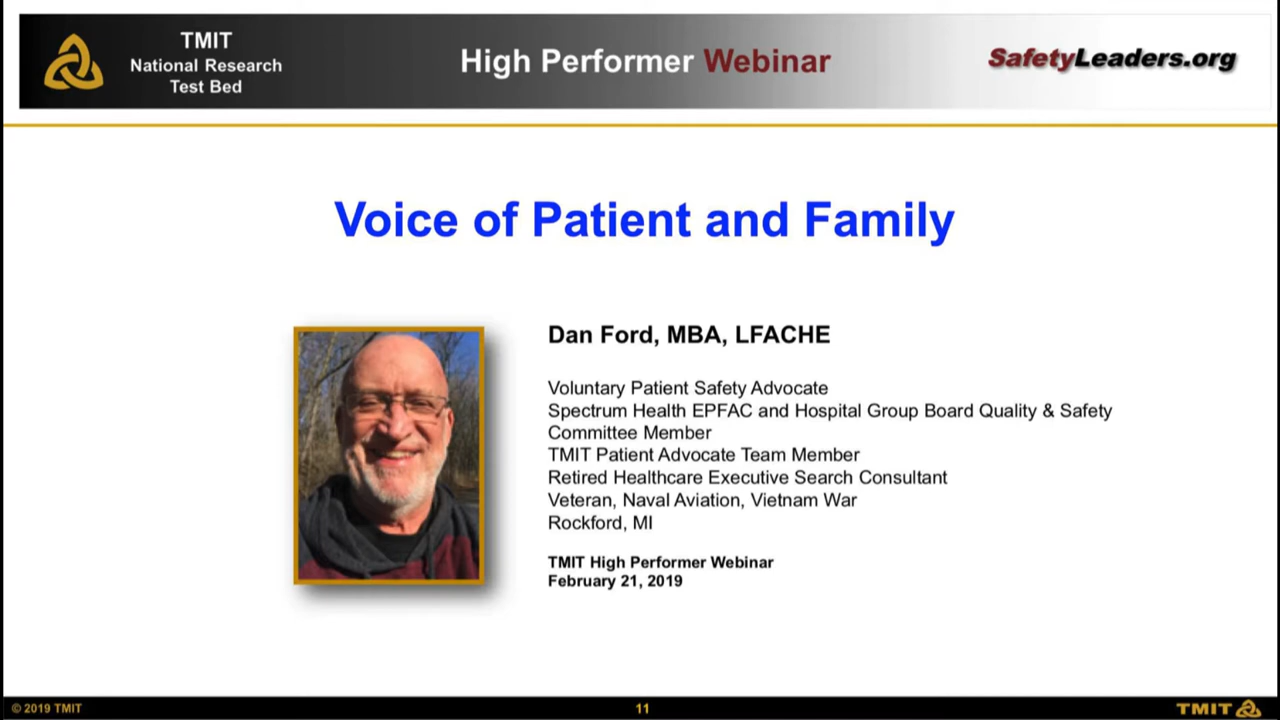 TMIT
National Research
Test Bed
High Performer Webinar
SafetyLeaders.org
Voice of Patient and Family
Dan Ford, MBA, LFACHE
Voluntary Patient Safety Advocate
Spectrum Health EPFAC and Hospital Group Board Quality & Safety
Committee Member
TMIT Patient Advocate Team Member
Retired Healthcare Executive Search Consultant
Veteran, Naval Aviation, Vietnam War
Rockford, MI
TMIT High Performer Webinar
February 21, 2019
© 2019 TMIT
11
TMIT